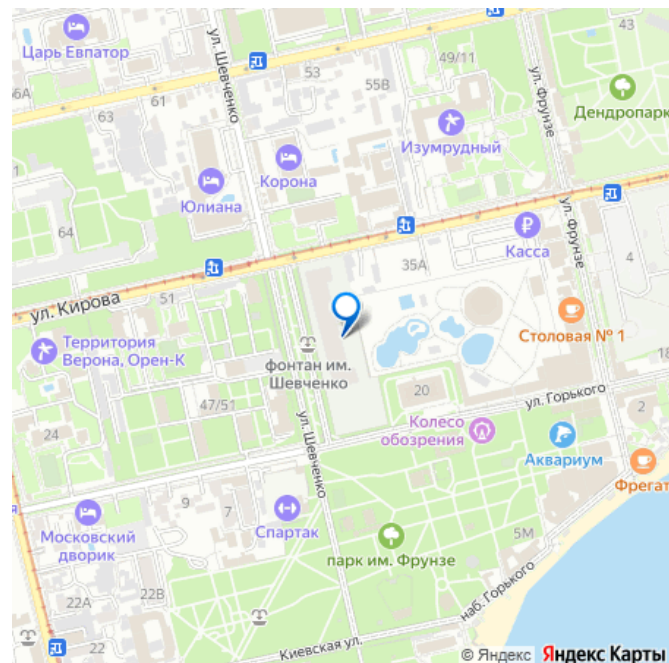 Царь Евпатор
ул. Шевченко
53
55В
49/11
43
ул. Фрунзе
Дендропарк
61
63
Изумрудный
Корона
Юлиана
64
Касса
ул. Фрунзе
4
35А
ул. Кирова
51
Территория
Верона, Орен-К
фонтан им.
Шевченко
Столовая № 1
20
18
47/51
ул. Горького
2
24
ул. Шевченко
Колесо
обозрения
Аквариум
Фрегат
9
7
Московский
дворик
Спартак
5М
парк им. Фрунзе
22А
22В
наб. Горького
22
Киевская ул.
© Яндекс Яндекс Карты